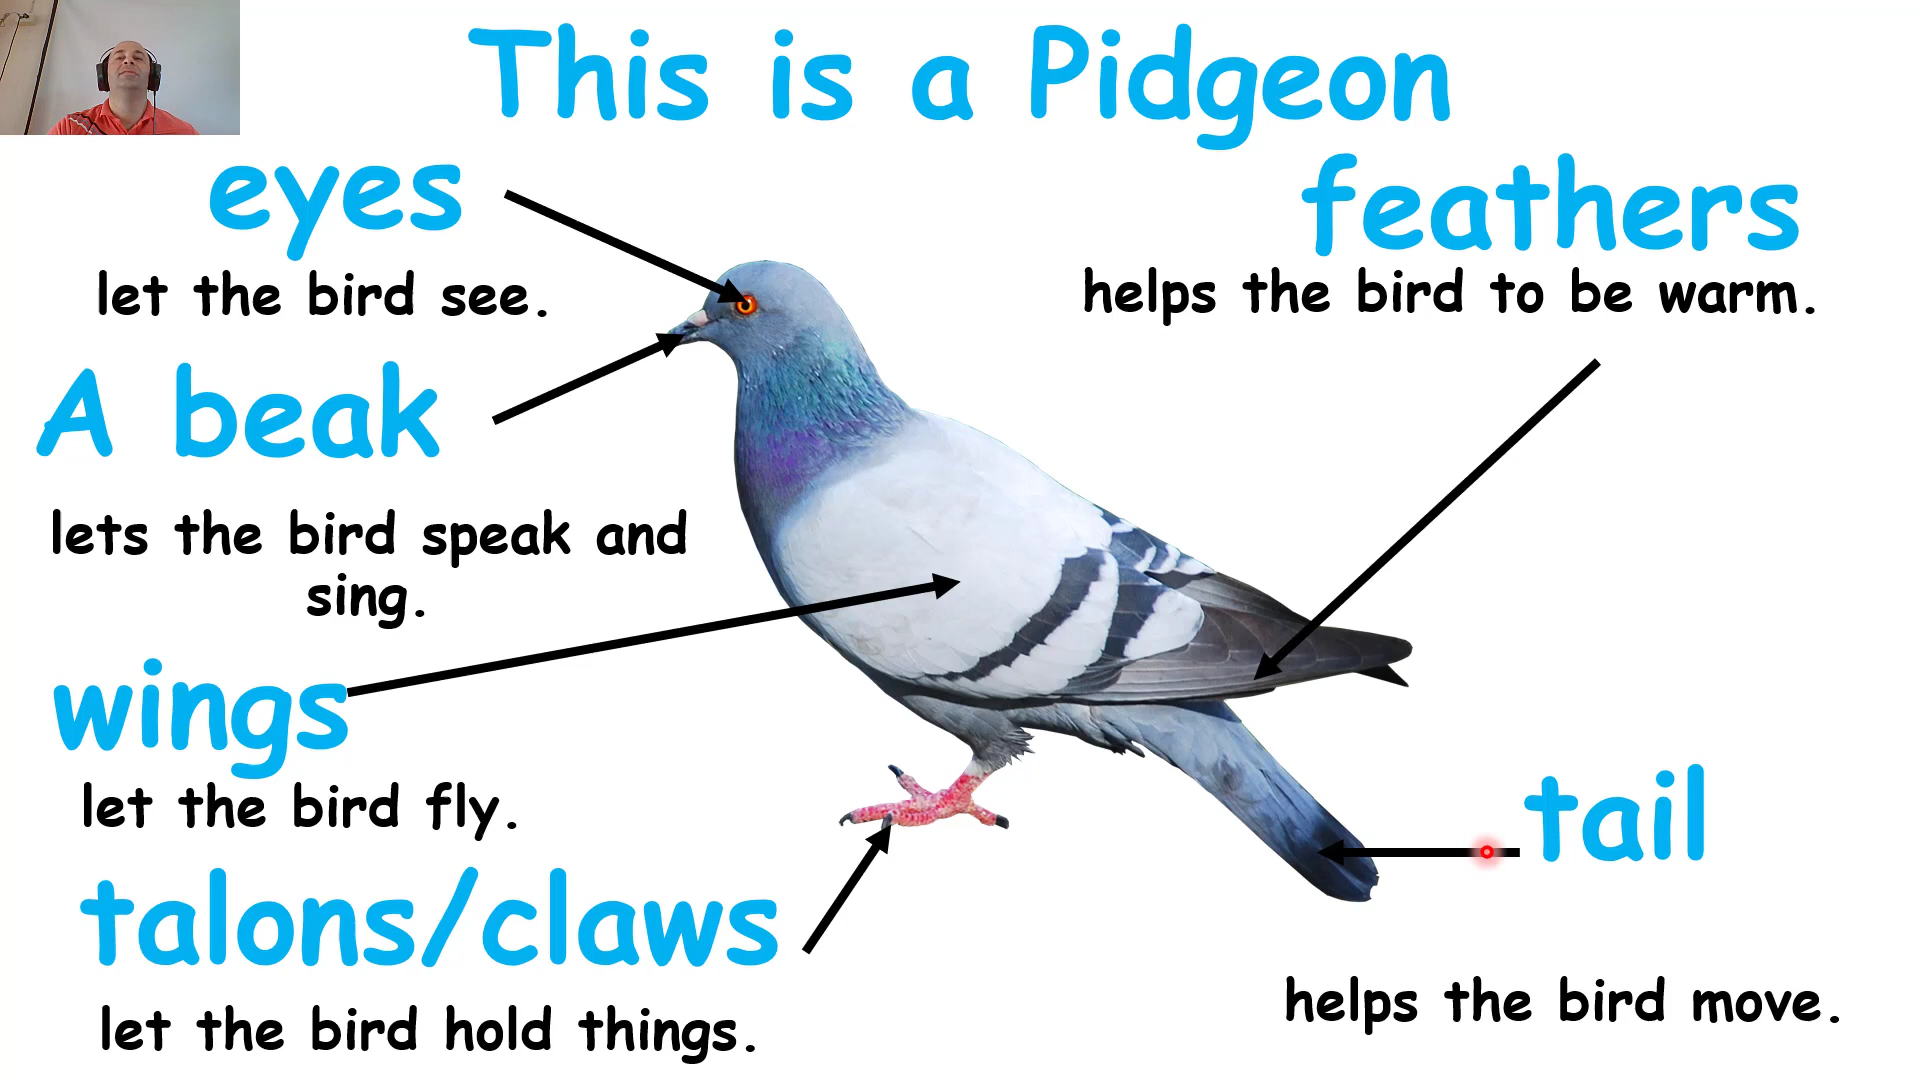 This is a Pidgeon
eyes
let the bird see.
A beak
lets the bird speak and
sing.
wings
let the bird fly.
talons/claws
let the bird hold things.
feathers
helps the bird to be warm.
tail
helps the bird move.